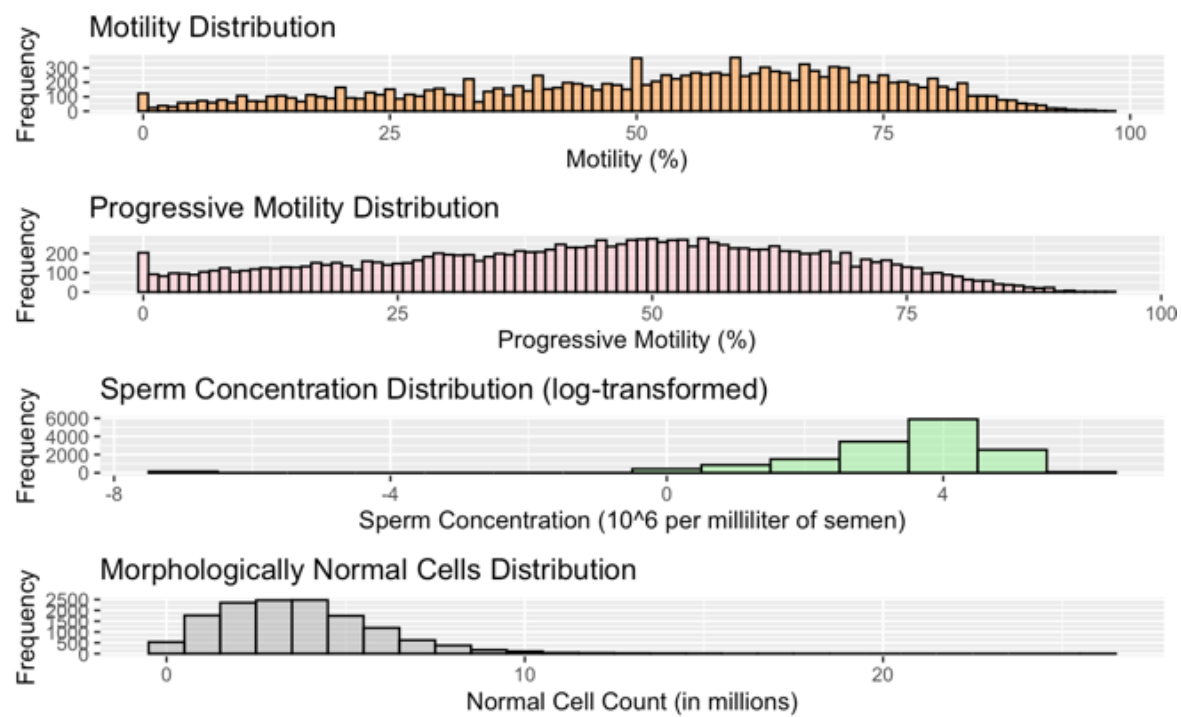 Motility Distribution
Frequency
300
200
100
0
0 25 50 75 100
Motility (%)
Progressive Motility Distribution
Frequency
200
100
0
0 25 50 75 100
Progressive Motility (%)
Sperm Concentration Distribution (log-transformed)
Frequency
6000
4000
2000
0
-8 -4 0 4
Sperm Concentration (10^6 per milliliter of semen)
Morphologically Normal Cells Distribution
Frequency
2500
2000
1500
1000
500
0
0 10 20
Normal Cell Count (in millions)